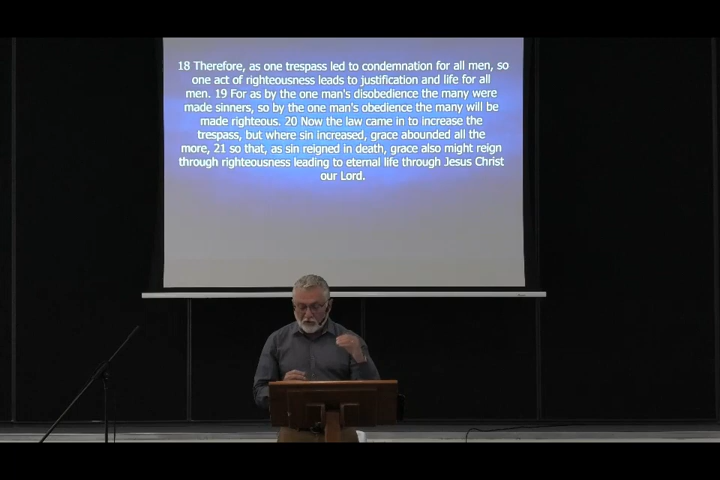 18 Therefore, as one trespass led to condemnation for all men, so
one act of righteousness leads to justification and life for all
men. 19 For as by the one man's disobedience the many were
made sinners, so by the one man's obedience the many will be
made righteous. 20 Now the law came in to increase the
trespass, but where sin increased, grace abounded all the
more, 21 so that, as sin reigned in death, grace also might reign
through righteousness leading to eternal life through Jesus Christ
our Lord.